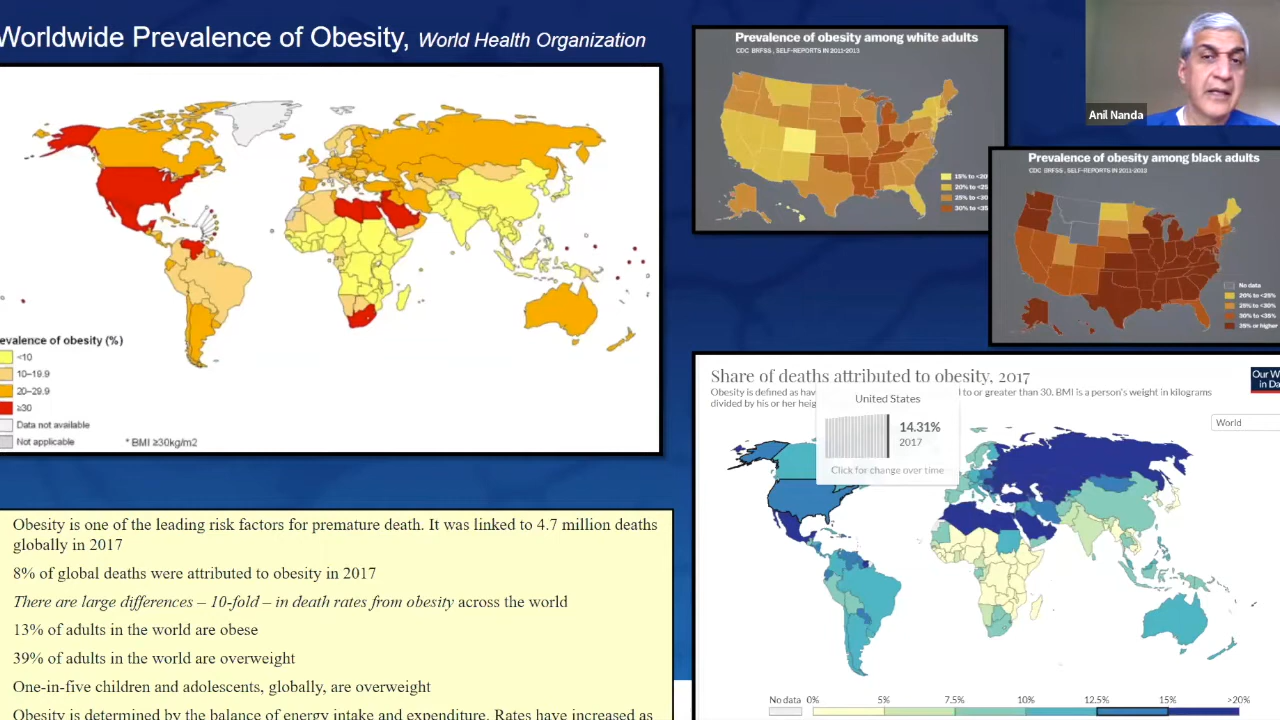 Worldwide Prevalence of Obesity, World Health Organization
evalence of obesity (%)
<10
10–19.9
20–29.9
≥30
Data not available
Not applicable
* BMI ≥30kg/m2
Obesity is one of the leading risk factors for premature death. It was linked to 4.7 million deaths
globally in 2017
8% of global deaths were attributed to obesity in 2017
There are large differences – 10-fold – in death rates from obesity across the world
13% of adults in the world are obese
39% of adults in the world are overweight
One-in-five children and adolescents, globally, are overweight
Obesity is determined by the balance of energy intake and expenditure. Rates have increased as
Prevalence of obesity among white adults
CDC BRFSS, SELF-REPORTS IN 2011-2013
15% to <20
20% to <25
25% to <30
30% to <35
Anil Nanda
Prevalence of obesity among black adults
CDC BRFSS, SELF-REPORTS IN 2011-2013
No data
20% to <25%
25% to <30%
30% to <35%
35% or higher
Share of deaths attributed to obesity, 2017
Obesity is defined as hav to or greater than 30. BMI is a person's weight in kilograms
divided by his or her heig
Our W
in Da
United States
14.31%
2017
Click for change over time
World
No data 0% 5% 7.5% 10% 12.5% 15% >20%